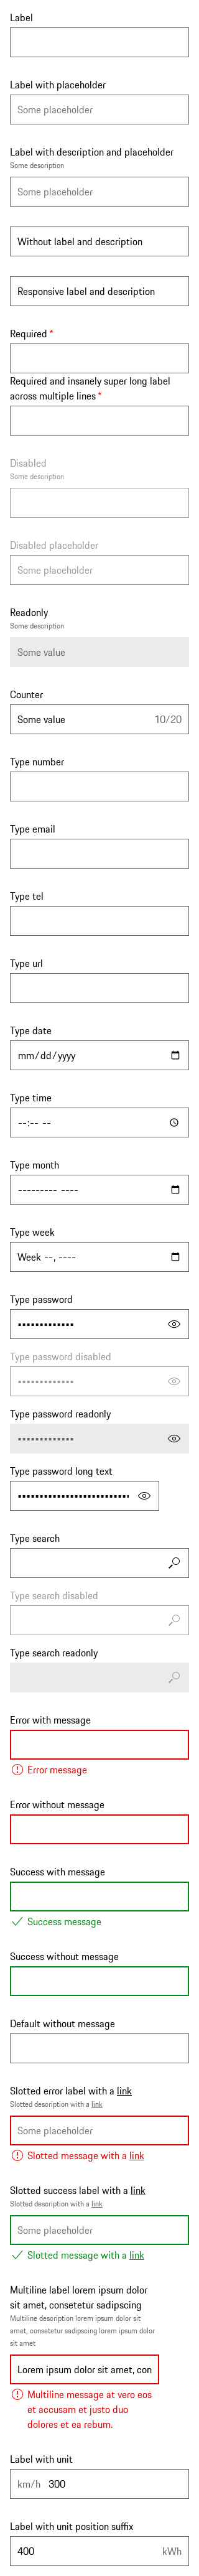 Label
Label with placeholder
Some placeholder
Label with description and placeholder
Some description
Some placeholder
Without label and description
Responsive label and description
Required *
Required and insanely super long label
across multiple lines *
Disabled
Some description
Disabled placeholder
Some placeholder
Readonly
Some description
Some value
Counter
Some value 10/20
Type number
Type email
Type tel
Type url
Type date
mm/dd/yyyy
Type time
--:-- --
Type month
--------- ----
Type week
Week --, ----
Type password
•••••••••••••
Type password disabled
•••••••••••••
Type password readonly
•••••••••••••
Type password long text
••••••••••••••••••••••••••
Type search
Type search disabled
Type search readonly
Error with message
Error message
Error without message
Success with message
Success message
Success without message
Default without message
Slotted error label with a link
Slotted description with a link
Some placeholder
Slotted message with a link
Slotted success label with a link
Slotted description with a link
Some placeholder
Slotted message with a link
Multiline label lorem ipsum dolor
sit amet, consetetur sadipscing
Multiline description lorem ipsum dolor sit
amet, consetetur sadipscing lorem ipsum dolor
sit amet
Lorem ipsum dolor sit amet, con
Multiline message at vero eos
et accusam et justo duo
dolores et ea rebum.
Label with unit
km/h 300
Label with unit position suffix
400 kWh